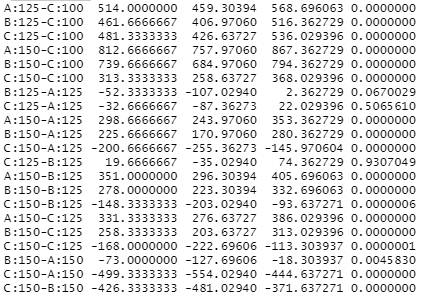 A:125-C:100 514.0000000 459.30394 568.696063 0.0000000
B:125-C:100 461.6666667 406.97060 516.362729 0.0000000
C:125-C:100 481.3333333 426.63727 536.029396 0.0000000
A:150-C:100 812.6666667 757.97060 867.362729 0.0000000
B:150-C:100 739.6666667 684.97060 794.362729 0.0000000
C:150-C:100 313.3333333 258.63727 368.029396 0.0000000
B:125-A:125 -52.3333333 -107.02940 2.362729 0.0670029
C:125-A:125 -32.6666667 -87.36273 22.029396 0.5065610
A:150-A:125 298.6666667 243.97060 353.362729 0.0000000
B:150-A:125 225.6666667 170.97060 280.362729 0.0000000
C:150-A:125 -200.6666667 -255.36273 -145.970604 0.0000000
C:125-B:125 19.6666667 -35.02940 74.362729 0.9307049
A:150-B:125 351.0000000 296.30394 405.696063 0.0000000
B:150-B:125 278.0000000 223.30394 332.696063 0.0000000
C:150-B:125 -148.3333333 -203.02940 -93.637271 0.0000006
A:150-C:125 331.3333333 276.63727 386.029396 0.0000000
B:150-C:125 258.3333333 203.63727 313.029396 0.0000000
C:150-C:125 -168.0000000 -222.69606 -113.303937 0.0000001
B:150-A:150 -73.0000000 -127.69606 -18.303937 0.0045830
C:150-A:150 -499.3333333 -554.02940 -444.637271 0.0000000
C:150-B:150 -426.3333333 -481.02940 -371.637271 0.0000000